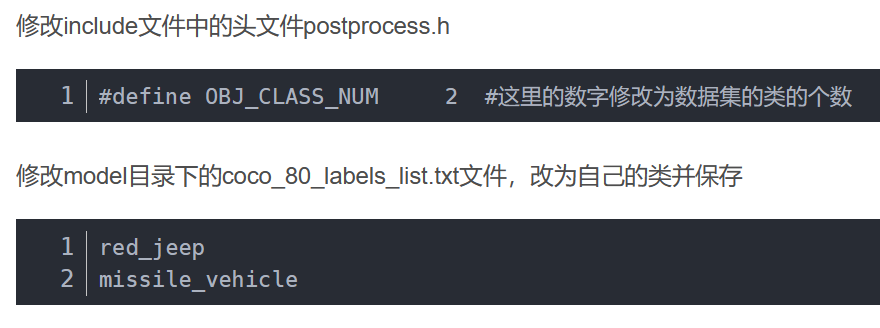 修改include文件中的头文件postprocess.h
1 #define OBJ_CLASS_NUM     2  #这里的数字修改为数据集的类的个数
修改model目录下的coco_80_labels_list.txt文件，改为自己的类并保存
1 red_jeep
2 missile_vehicle